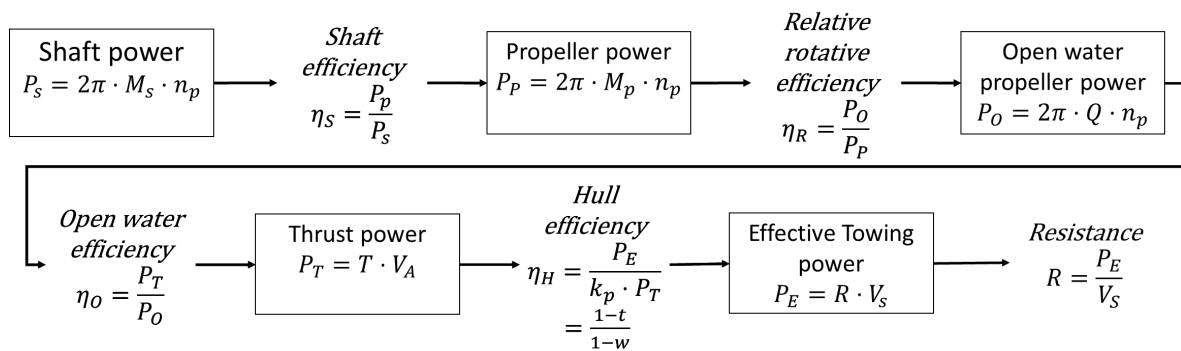 Shaft power
P_s = 2π · M_s · n_p
Shaft
efficiency
η_S = P_p / P_s
Propeller power
P_P = 2π · M_p · n_p
Relative
rotative
efficiency
η_R = P_O / P_P
Open water
propeller power
P_O = 2π · Q · n_p
Open water
efficiency
η_O = P_T / P_O
Thrust power
P_T = T · V_A
Hull
efficiency
η_H = P_E / k_p · P_T
= 1−t / 1−w
Effective Towing
power
P_E = R · V_s
Resistance
R = P_E / V_S